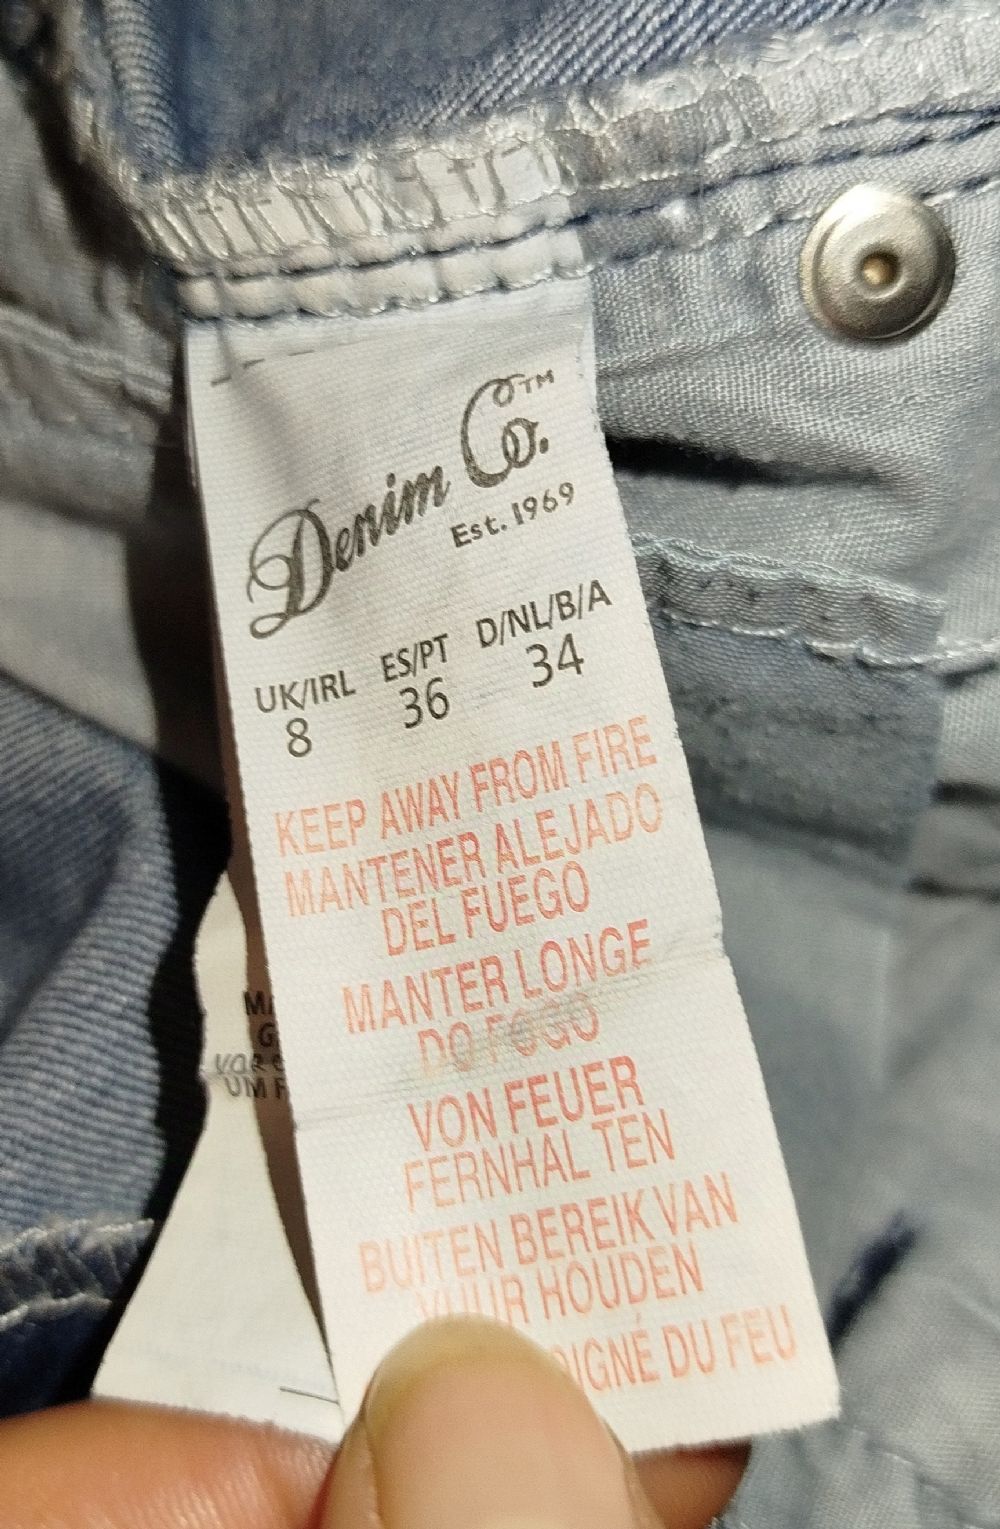 Denim Co.™
Est. 1969
UK/IRL ES/PT D/NL/B/A
8 36 34
KEEP AWAY FROM FIRE
MANTENER ALEJADO
DEL FUEGO
MANTER LONGE
DO FOGO
VON FEUER
FERNHAL TEN
BUITEN BEREIK VAN
VUUR HOUDEN
DU FEU
UM